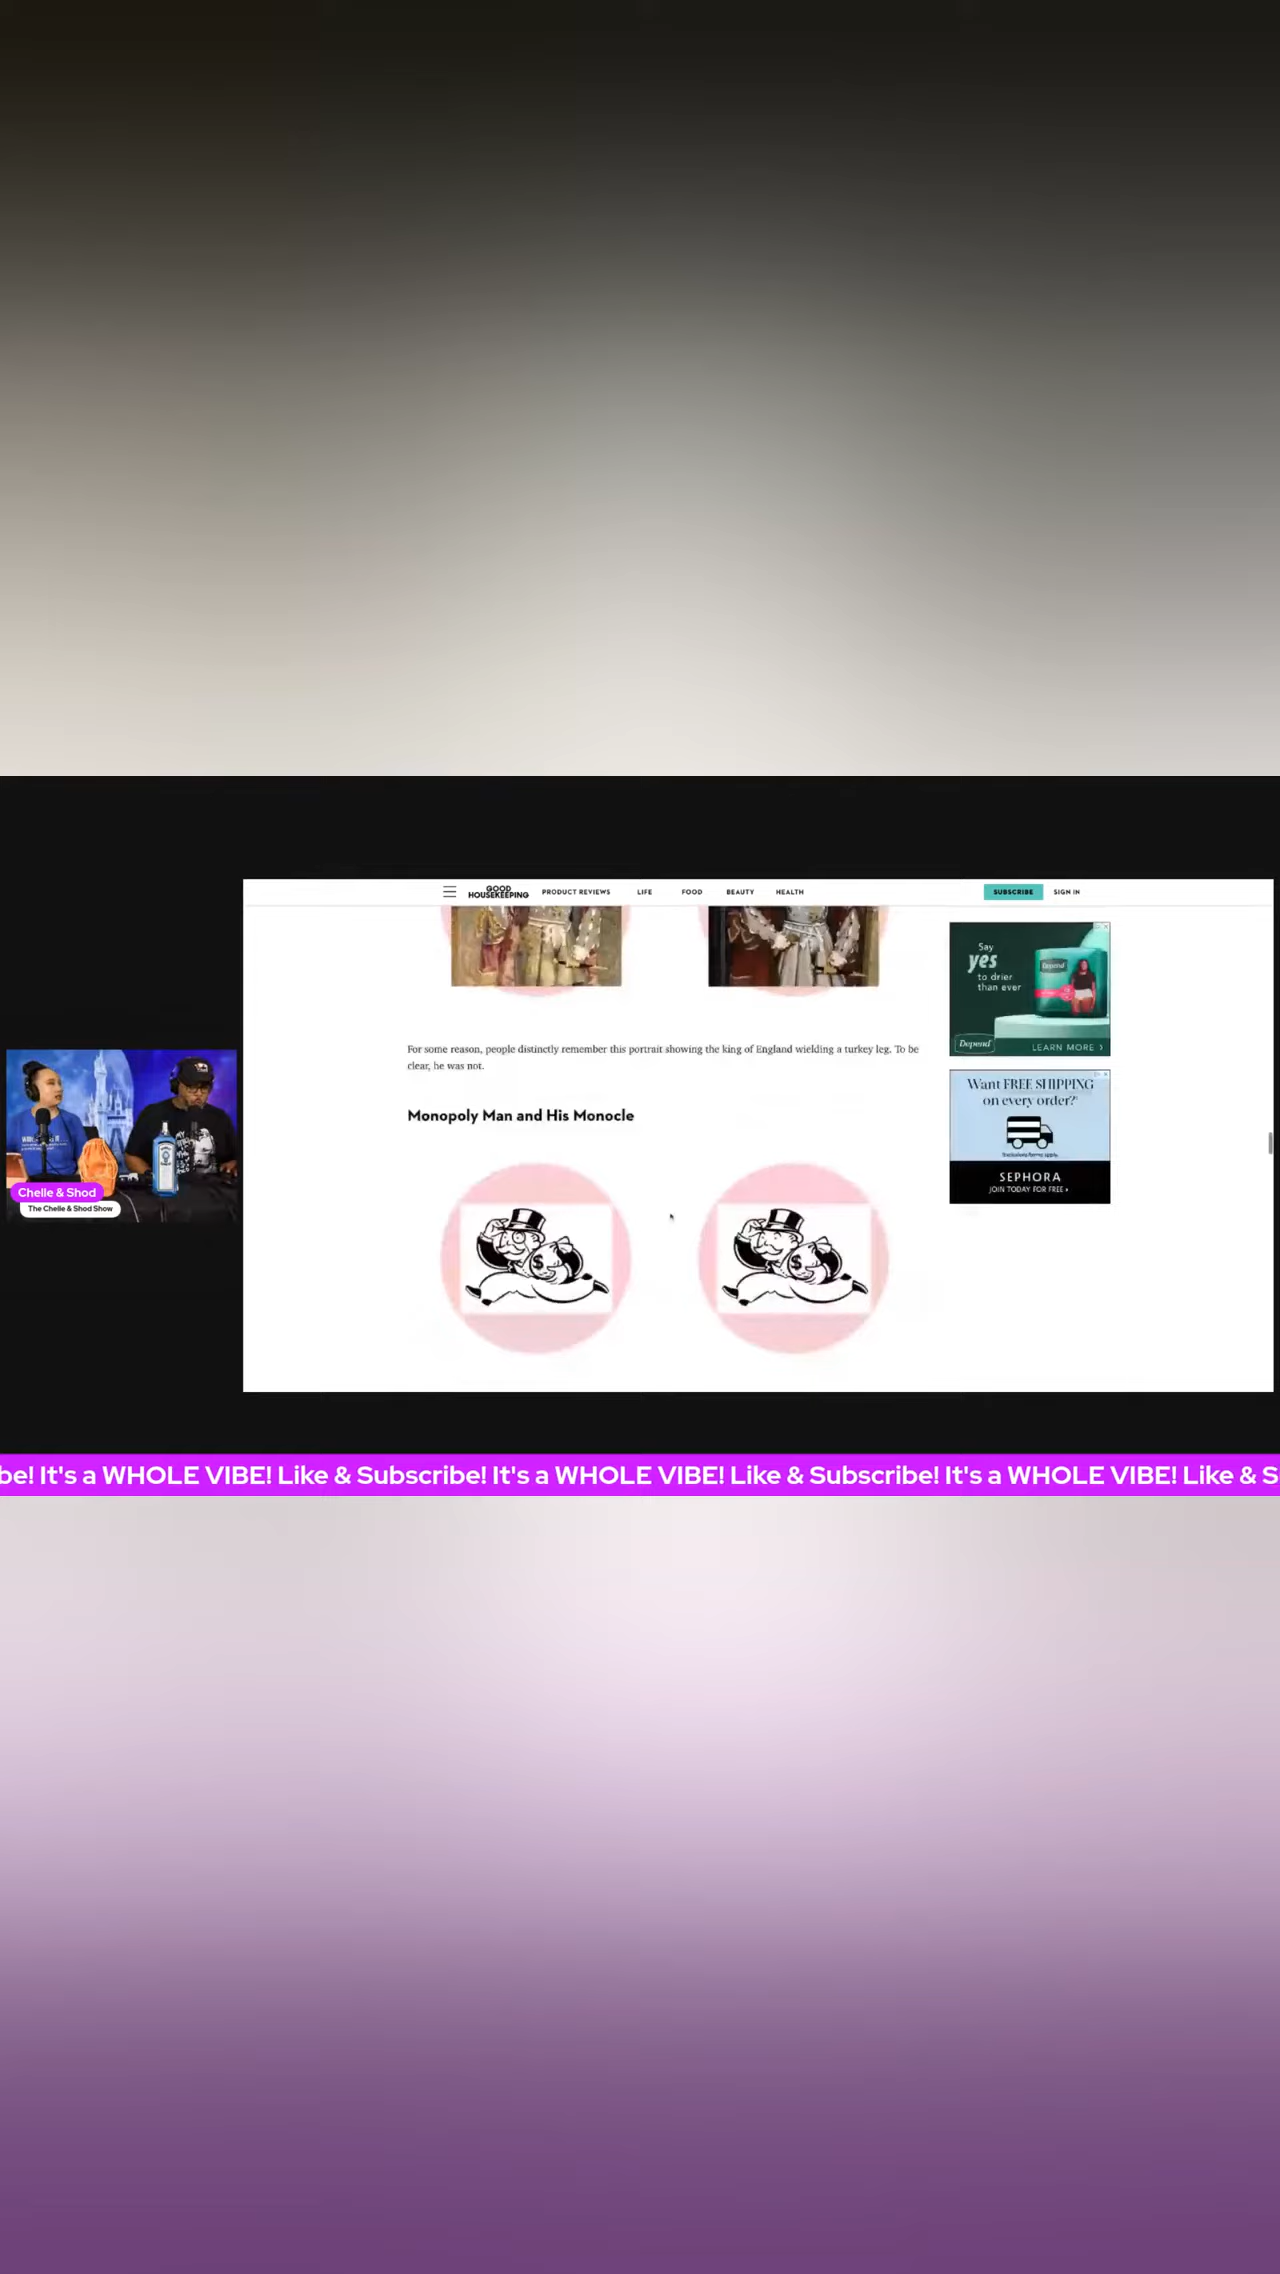 GOOD
HOUSEKEEPING
PRODUCT REVIEWS
LIFE
FOOD
BEAUTY
HEALTH
SUBSCRIBE
SIGN IN
Say
yes
to drier
than ever
Depend
Depend
LEARN MORE >
For some reason, people distinctly remember this portrait showing the king of England wielding a turkey leg. To be
clear, he was not.
Want FREE SHIPPING
on every order?*
*Exclusions/terms apply.
SEPHORA
JOIN TODAY FOR FREE ▸
Monopoly Man and His Monocle
$
$
Chelle & Shod
The Chelle & Shod Show
be! It's a WHOLE VIBE! Like & Subscribe! It's a WHOLE VIBE! Like & Subscribe! It's a WHOLE VIBE! Like & S